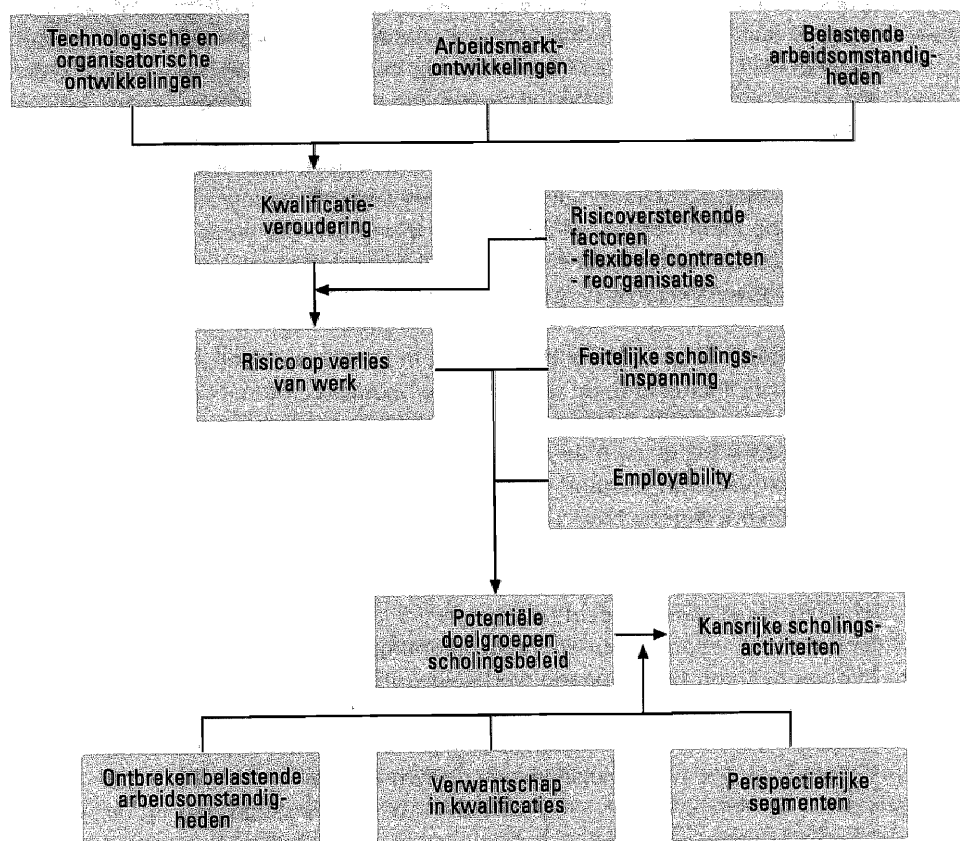 Technologische en
organisatorische
ontwikkelingen
Arbeidsmarkt-
ontwikkelingen
Belastende
arbeidsomstandig-
heden
Kwalificatie-
veroudering
Risicoversterkende
factoren
- flexibele contracten
- reorganisaties
Risico op verlies
van werk
Feitelijke scholings-
inspanning
Employability
Potentiële
doelgroepen
scholingsbeleid
Kansrijke scholings-
activiteiten
Ontbreken belastende
arbeidsomstandig-
heden
Verwantschap
in kwalificaties
Perspectiefrijke
segmenten